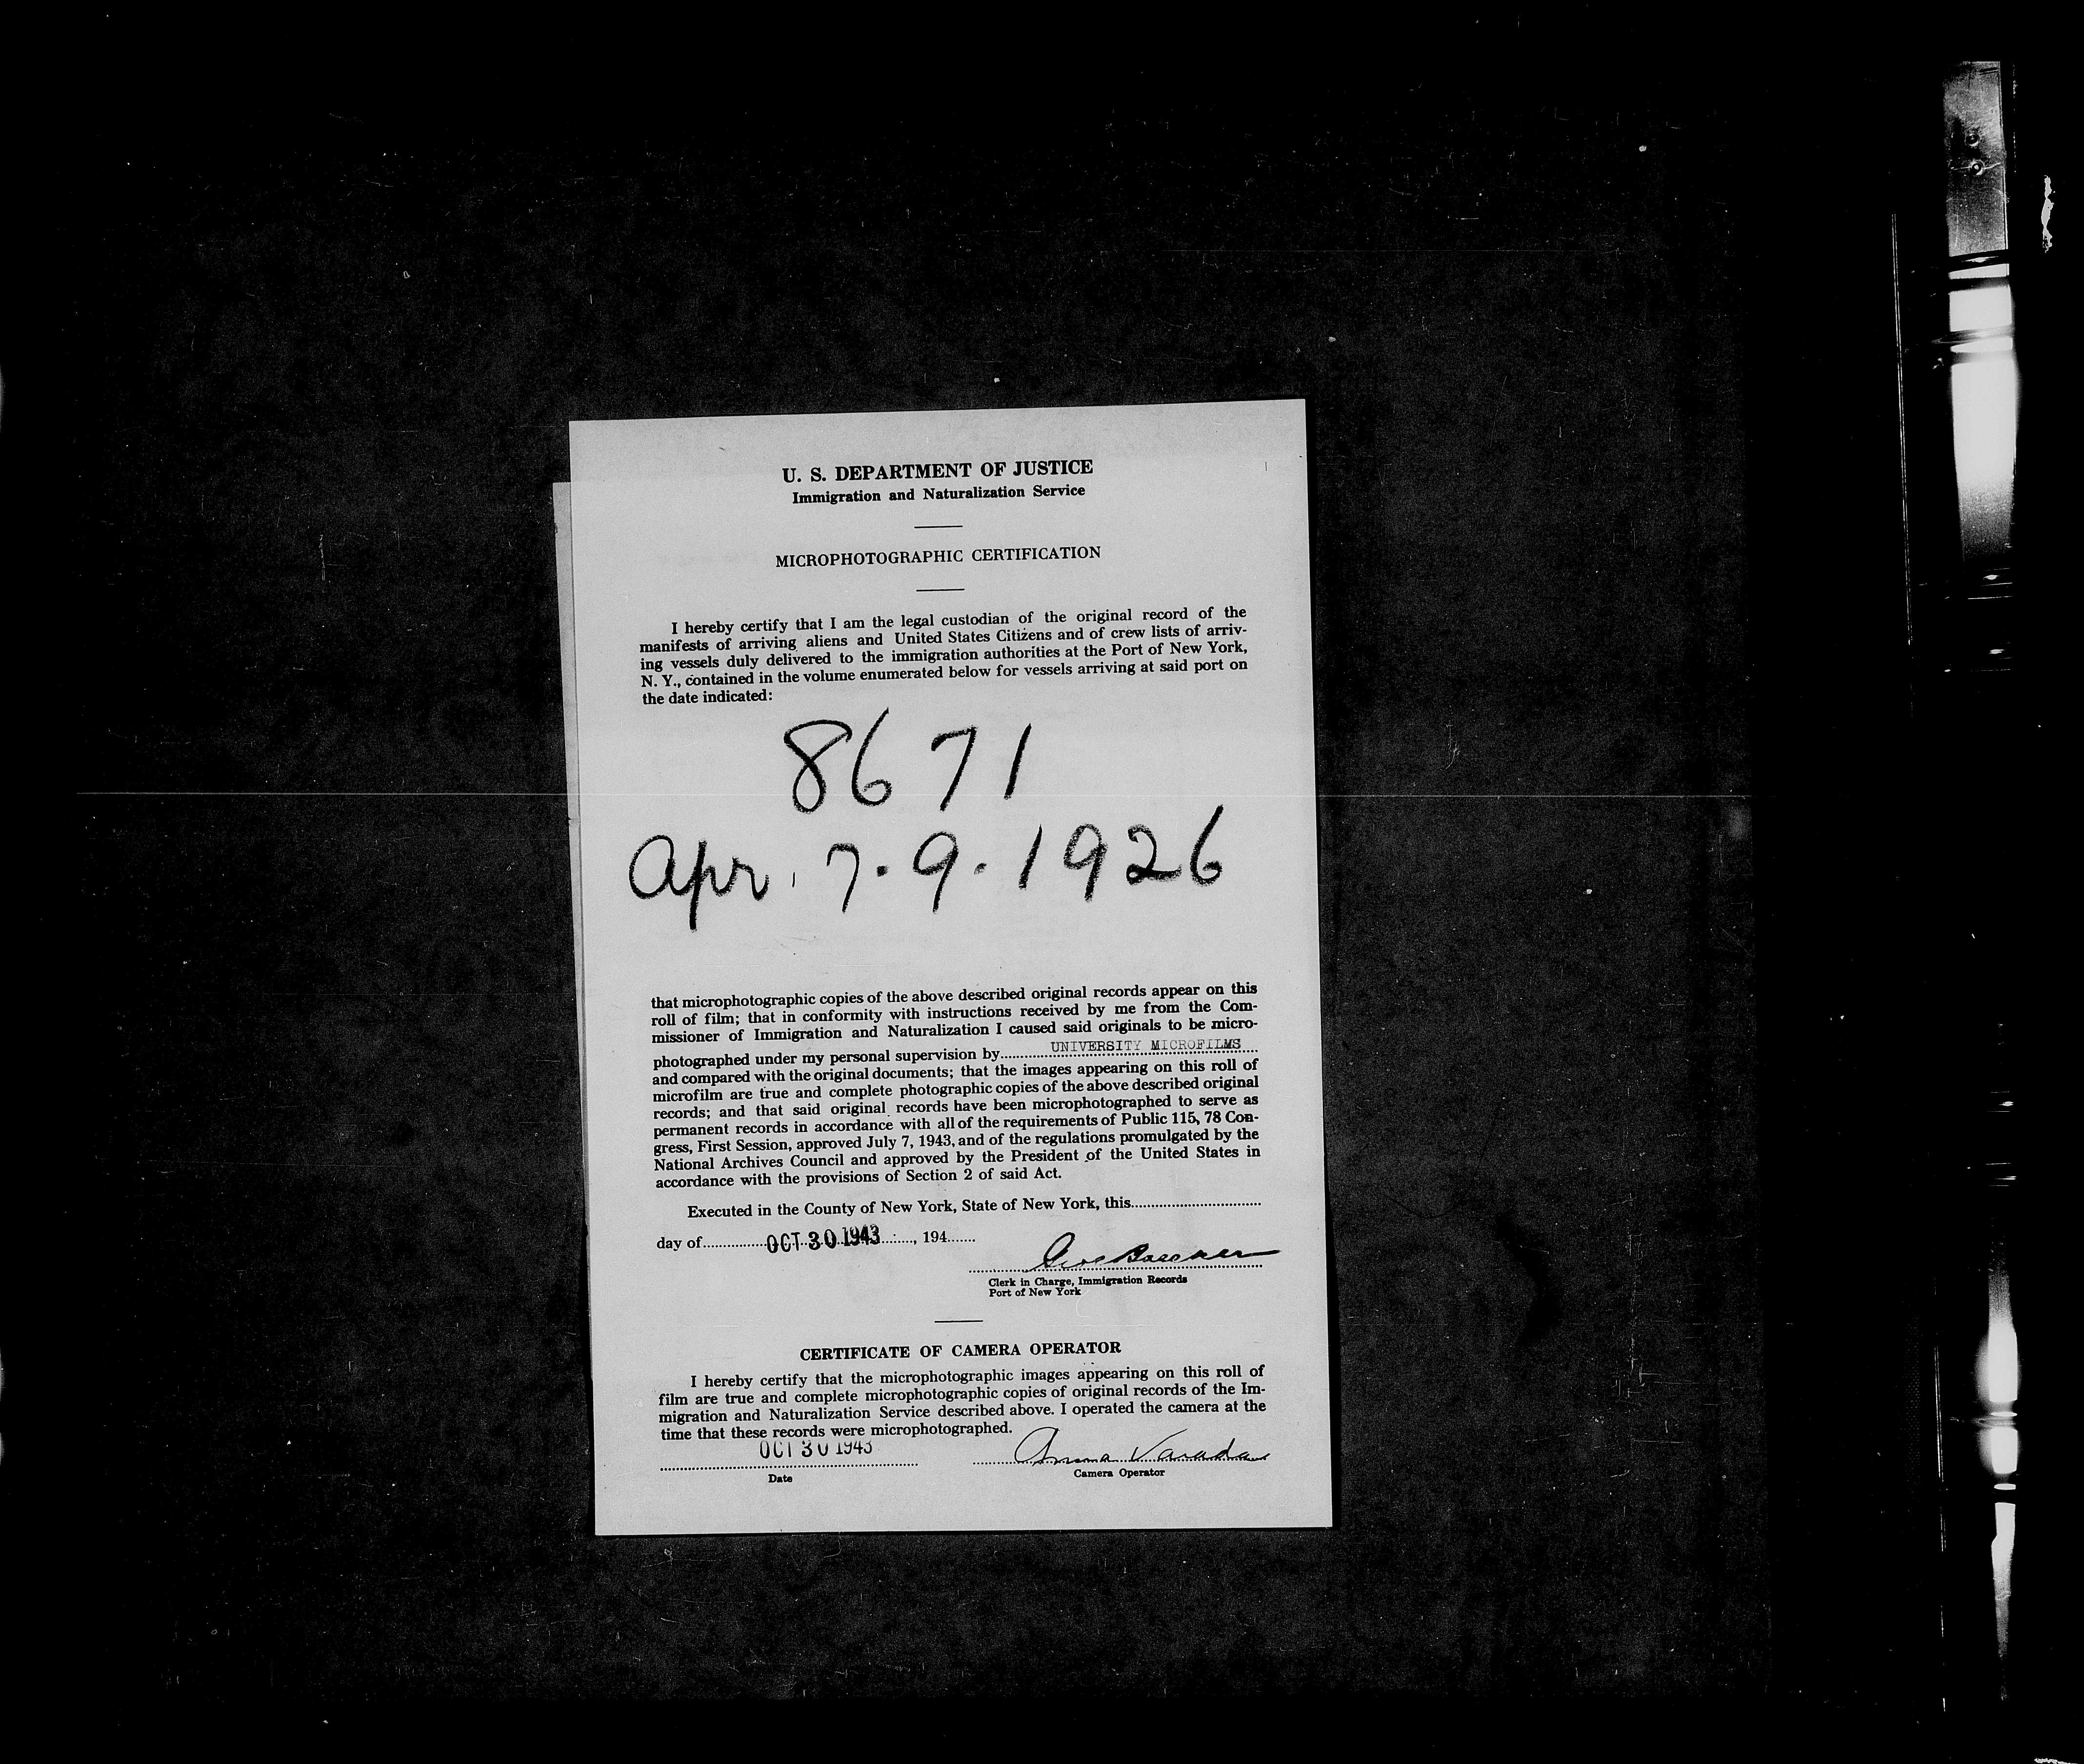 U. S. DEPARTMENT OF JUSTICE
Immigration and Naturalization Service
MICROPHOTOGRAPHIC CERTIFICATION
I hereby certify that I am the legal custodian of the original record of the
manifests of arriving aliens and United States Citizens and of crew lists of arriv-
ing vessels duly delivered to the immigration authorities at the Port of New York,
N. Y., contained in the volume enumerated below for vessels arriving at said port on
the date indicated:
8671
Apr. 7·9·1926
that microphotographic copies of the above described original records appear on this
roll of film; that in conformity with instructions received by me from the Com-
missioner of Immigration and Naturalization I caused said originals to be micro-
photographed under my personal supervision by UNIVERSITY MICROFILMS
and compared with the original documents; that the images appearing on this roll of
microfilm are true and complete photographic copies of the above described original
records; and that said original records have been microphotographed to serve as
permanent records in accordance with all of the requirements of Public 115, 78 Con-
gress, First Session, approved July 7, 1943, and of the regulations promulgated by the
National Archives Council and approved by the President of the United States in
accordance with the provisions of Section 2 of said Act.
Executed in the County of New York, State of New York, this
day of OCT 30 1943, 194
Clerk in Charge, Immigration Records
Port of New York
CERTIFICATE OF CAMERA OPERATOR
I hereby certify that the microphotographic images appearing on this roll of
film are true and complete microphotographic copies of original records of the Im-
migration and Naturalization Service described above. I operated the camera at the
time that these records were microphotographed.
OCT 30 1943 Anna
Date
Camera Operator